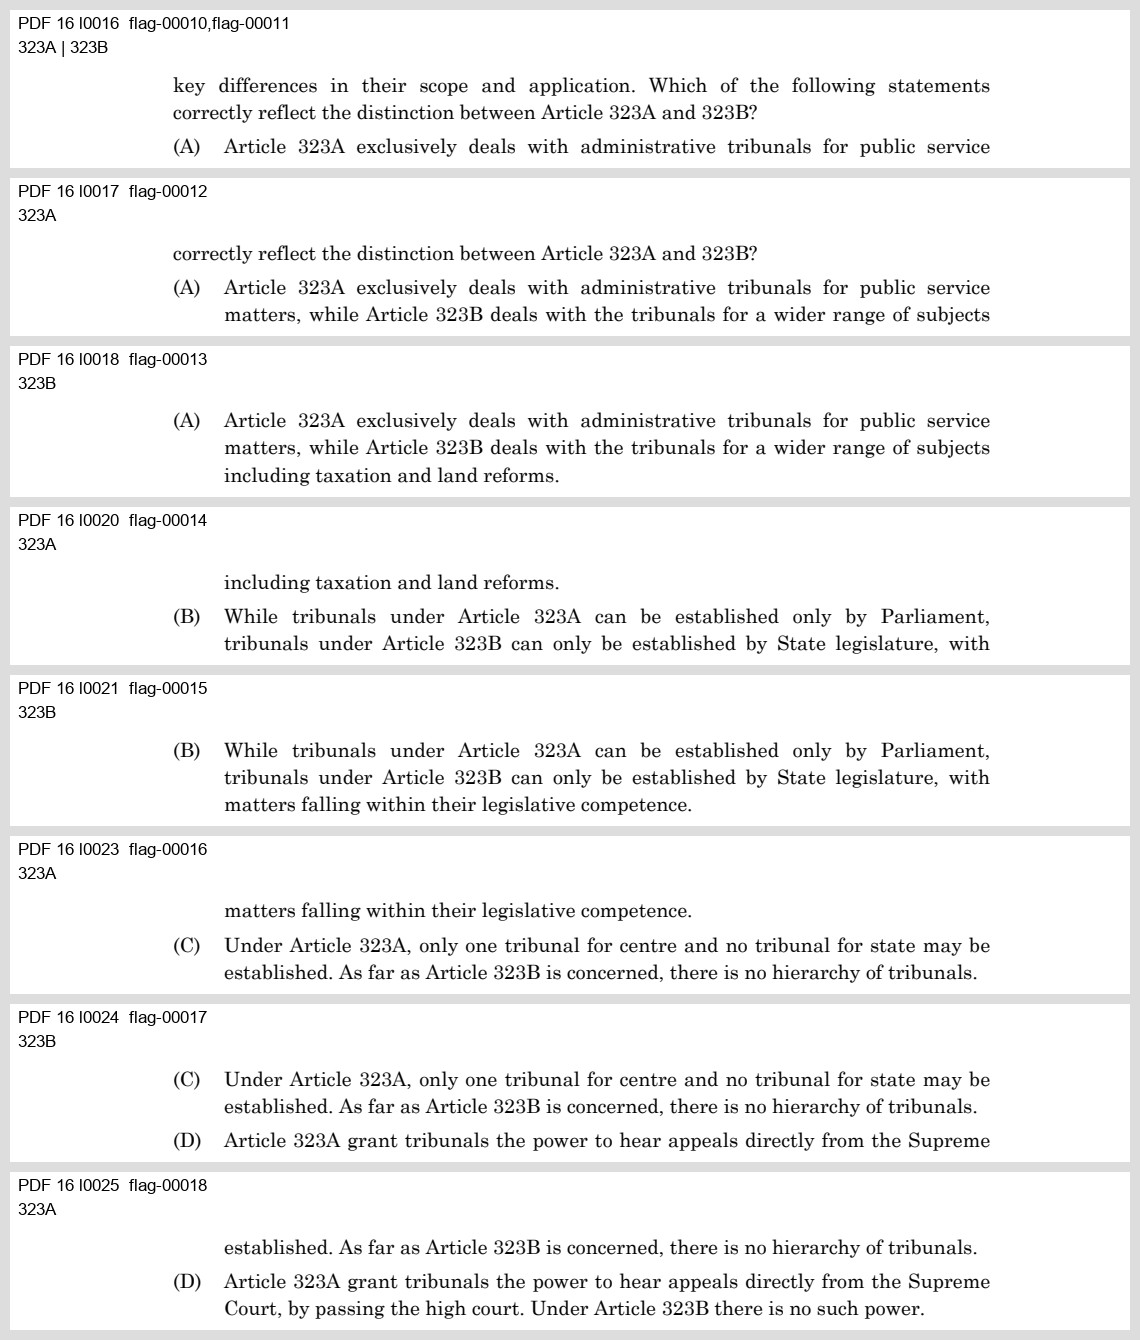 PDF 16 l0016 flag-00010,flag-00011
323A | 323B
key differences in their scope and application. Which of the following statements
correctly reflect the distinction between Article 323A and 323B?
(A) Article 323A exclusively deals with administrative tribunals for public service
PDF 16 l0017 flag-00012
323A
correctly reflect the distinction between Article 323A and 323B?
(A) Article 323A exclusively deals with administrative tribunals for public service
matters, while Article 323B deals with the tribunals for a wider range of subjects
PDF 16 l0018 flag-00013
323B
(A) Article 323A exclusively deals with administrative tribunals for public service
matters, while Article 323B deals with the tribunals for a wider range of subjects
including taxation and land reforms.
PDF 16 l0020 flag-00014
323A
including taxation and land reforms.
(B) While tribunals under Article 323A can be established only by Parliament,
tribunals under Article 323B can only be established by State legislature, with
PDF 16 l0021 flag-00015
323B
(B) While tribunals under Article 323A can be established only by Parliament,
tribunals under Article 323B can only be established by State legislature, with
matters falling within their legislative competence.
PDF 16 l0023 flag-00016
323A
matters falling within their legislative competence.
(C) Under Article 323A, only one tribunal for centre and no tribunal for state may be
established. As far as Article 323B is concerned, there is no hierarchy of tribunals.
PDF 16 l0024 flag-00017
323B
(C) Under Article 323A, only one tribunal for centre and no tribunal for state may be
established. As far as Article 323B is concerned, there is no hierarchy of tribunals.
(D) Article 323A grant tribunals the power to hear appeals directly from the Supreme
PDF 16 l0025 flag-00018
323A
established. As far as Article 323B is concerned, there is no hierarchy of tribunals.
(D) Article 323A grant tribunals the power to hear appeals directly from the Supreme
Court, by passing the high court. Under Article 323B there is no such power.